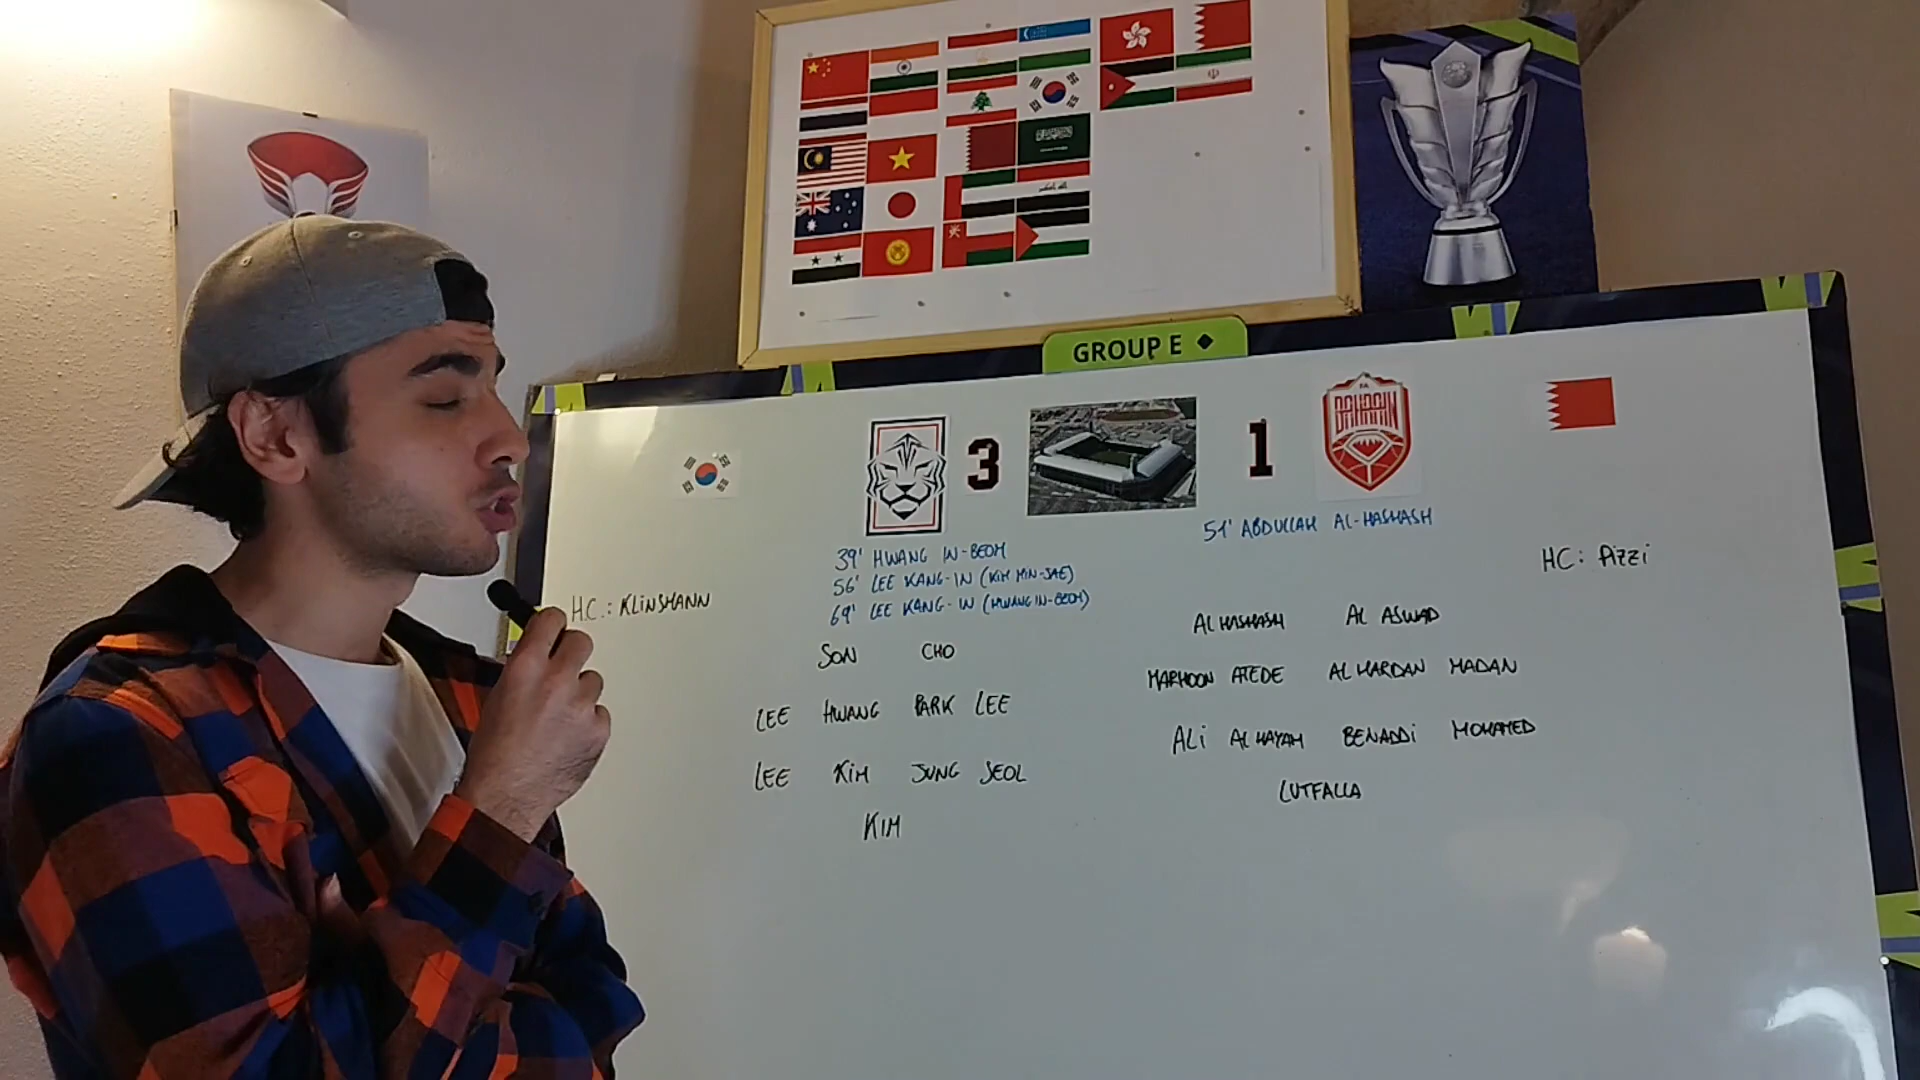 GROUP E
3
1
BAHRAIN
39' HWANG IN-BEOM
56' LEE KANG-IN (KIM MIN-JAE)
69' LEE KANG-IN (HWANG IN-BEOM)
51' ABDULLAH AL-HASHASH
H.C.: KLINSMANN
HC: PIZZI
SON CHO
LEE HWANG PARK LEE
LEE KIM JUNG SEOL
KIM
AL HASHASH AL ASWAD
MARHOON ATEDE AL HARDAN MADAN
ALI AL HAYAM BENADDI MOHAMED
LUTFALLA